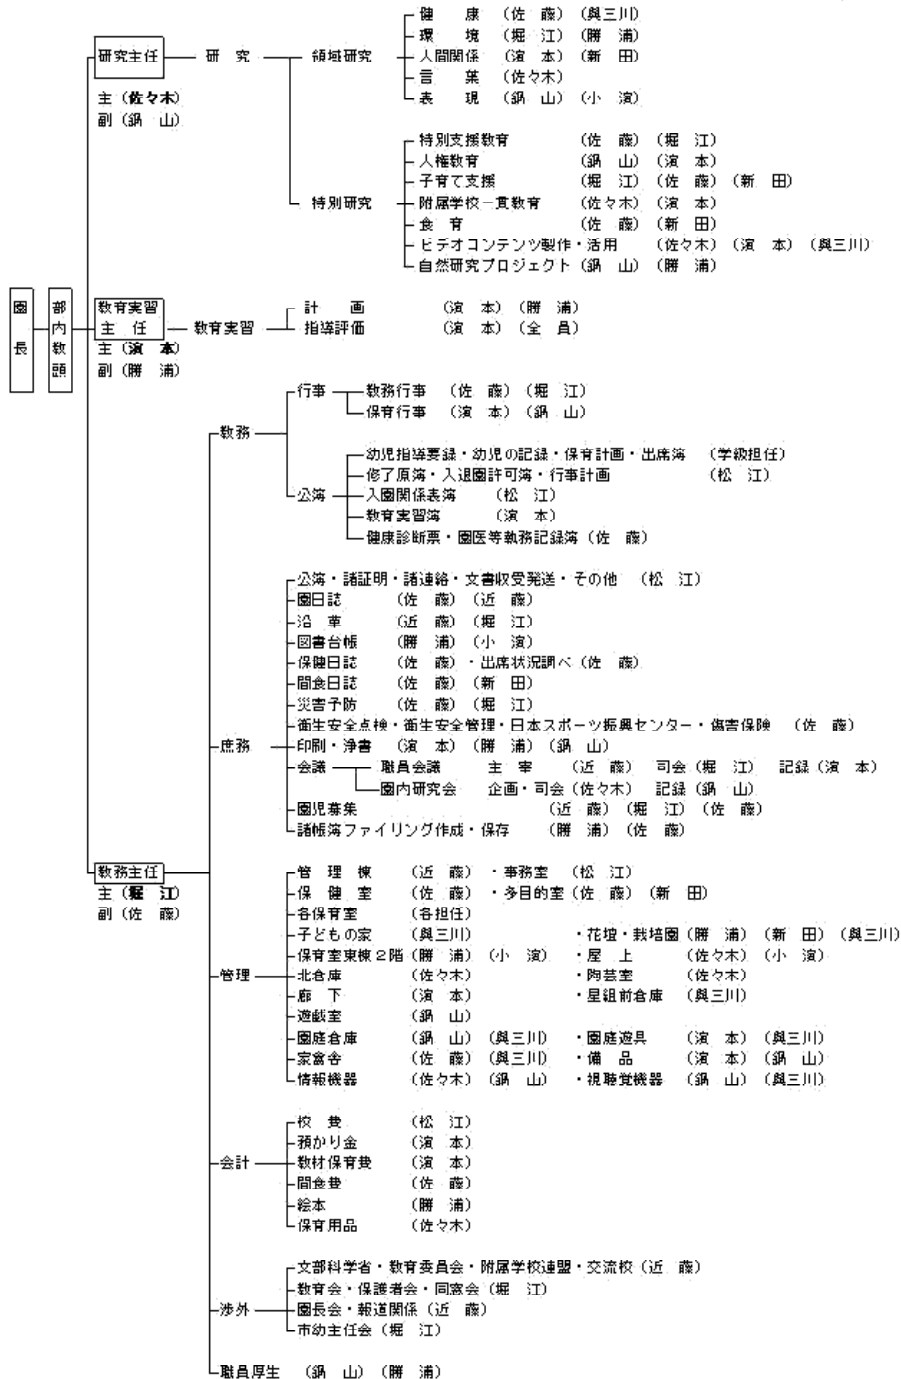 健　康　（佐　藤）（與三川）
環　境　（堀　江）（勝　浦）
研究主任　研　究　領域研究　人間関係　（濵　本）（新　田）
言　葉　（佐々木）
主（佐々木）　表　現　（鍋　山）（小　濵）
副（鍋　山）
特別支援教育　（佐　藤）（堀　江）
人権教育　（鍋　山）（濵　本）
子育て支援　（堀　江）（佐　藤）（新　田）
特別研究　附属学校一貫教育　（佐々木）（濵　本）
食　育　（佐　藤）（新　田）
ビデオコンテンツ製作・活用　（佐々木）（濵　本）（與三川）
自然研究プロジェクト（鍋　山）（勝　浦）
園長　部内教頭　教育実習主　任　教育実習　計　画　（濵　本）（勝　浦）
指導評価　（濵　本）（全　員）
主（濵　本）
副（勝　浦）
行事　教務行事　（佐　藤）（堀　江）
保育行事　（濵　本）（鍋　山）
教務
幼児指導要録・幼児の記録・保育計画・出席簿　（学級担任）
修了原簿・入退園許可簿・行事計画　（松　江）
公簿　入園関係表簿　（松　江）
教育実習簿　（濵　本）
健康診断票・園医等執務記録簿（佐　藤）
公簿・諸証明・諸連絡・文書収受発送・その他　（松　江）
園日誌　（佐　藤）（近　藤）
沿　革　（近　藤）（堀　江）
図書台帳　（勝　浦）（小　濵）
保健日誌　（佐　藤）・出席状況調べ（佐　藤）
間食日誌　（佐　藤）（新　田）
災害予防　（佐　藤）（堀　江）
衛生安全点検・衛生安全管理・日本スポーツ振興センター・傷害保険　（佐　藤）
庶務　印刷・浄書　（濵　本）（勝　浦）（鍋　山）
会議　職員会議　主　宰　（近　藤）　司会（堀　江）　記録（濵　本）
園内研究会　企画・司会（佐々木）　記録（鍋　山）
園児募集　（近　藤）（堀　江）（佐　藤）
諸帳簿ファイリング作成・保存　（勝　浦）（佐　藤）
教務主任　管　理　棟　（近　藤）・事務室　（松　江）
主（堀　江）　保　健　室　（佐　藤）・多目的室（佐　藤）（新　田）
副（佐　藤）　各保育室　（各担任）
子どもの家　（與三川）　・花壇・栽培園（勝　浦）（新　田）（與三川）
保育室東棟２階（勝　浦）（小　濵）　・屋　上　（佐々木）（小　濵）
管理　北倉庫　（佐々木）　・陶芸室　（佐々木）
廊　下　（濵　本）　・星組前倉庫　（與三川）
遊戯室　（鍋　山）
園庭倉庫　（鍋　山）（與三川）　・園庭遊具　（濵　本）（與三川）
家禽舎　（佐　藤）（與三川）　・備　品　（濵　本）（鍋　山）
情報機器　（佐々木）（鍋　山）　・視聴覚機器　（鍋　山）（與三川）
校　費　（松　江）
預かり金　（濵　本）
会計　教材保育費　（濵　本）
間食費　（佐　藤）
絵本　（勝　浦）
保育用品　（佐々木）
文部科学省・教育委員会・附属学校連盟・交流校（近　藤）
教育会・保護者会・同窓会（堀　江）
渉外　園長会・報道関係（近　藤）
市幼主任会（堀　江）
職員厚生　（鍋　山）（勝　浦）